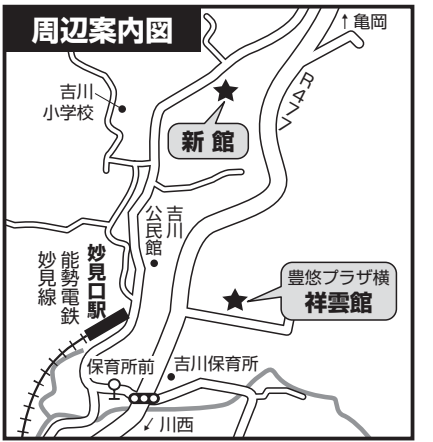 周辺案内図
↑亀岡
R477
吉川
小学校
新館
吉川
公民館
妙見口駅
能勢電鉄
妙見線
豊悠プラザ横
祥雲館
保育所前
吉川保育所
↙川西